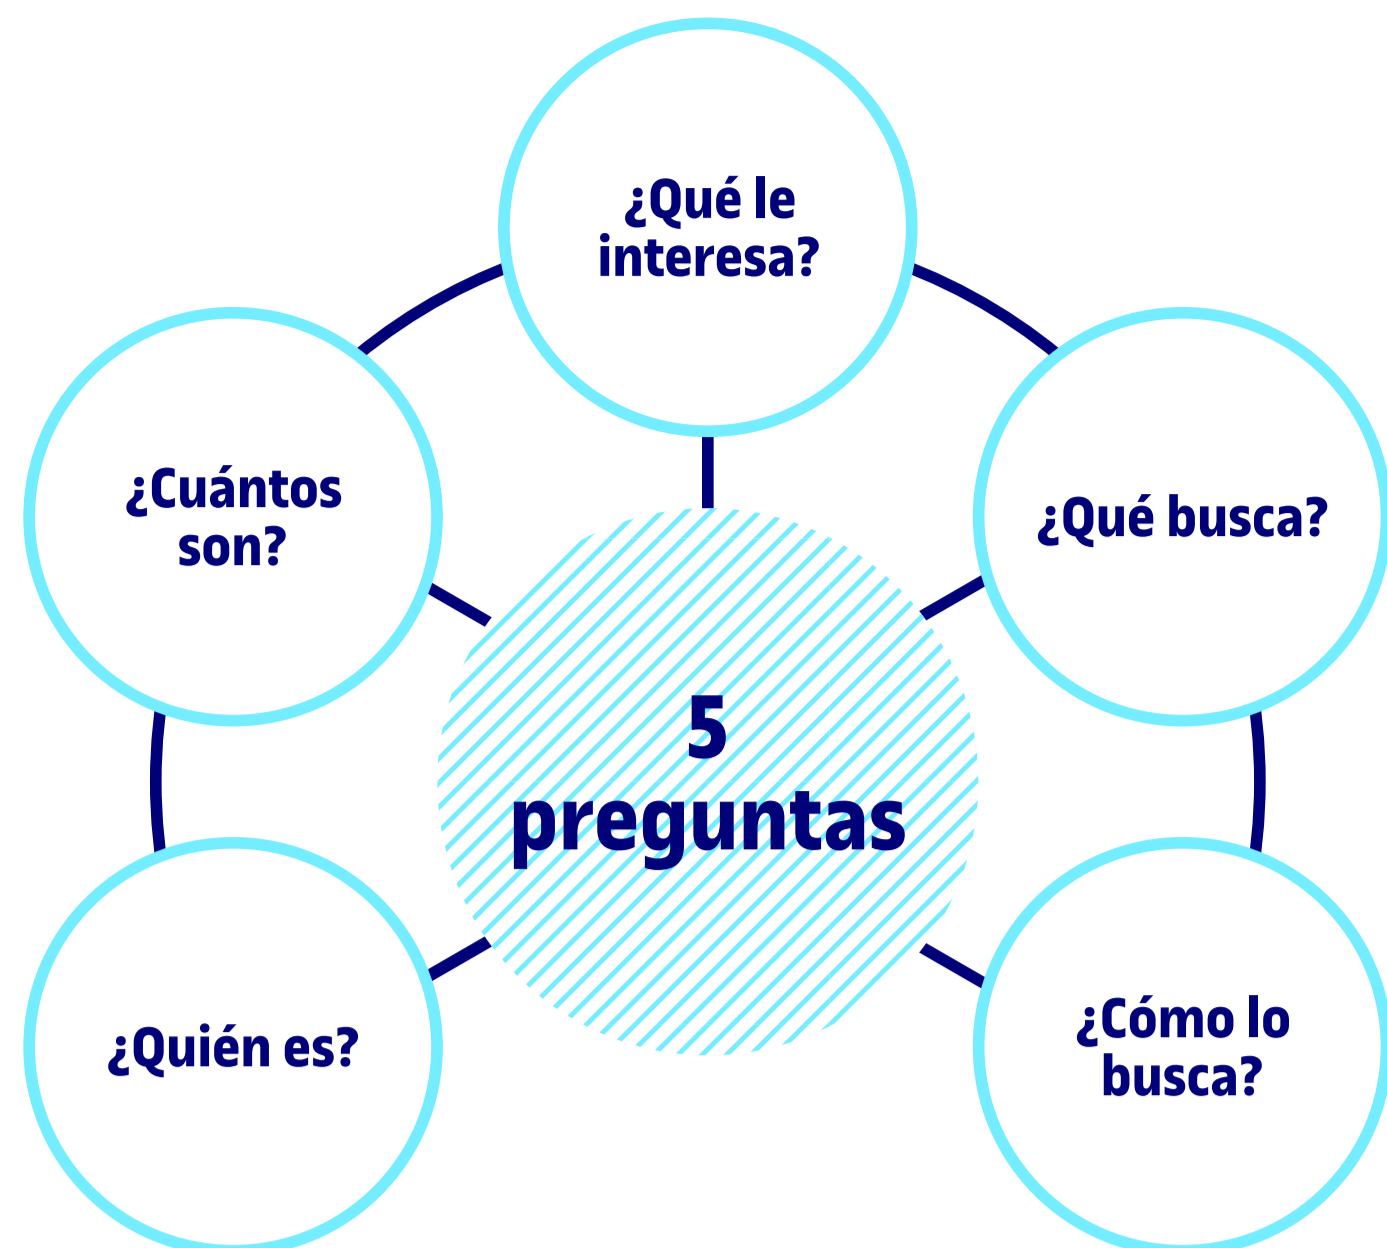 ¿Qué le
interesa?
¿Cuántos
son?
¿Qué busca?
5
preguntas
¿Quién es?
¿Cómo lo
busca?